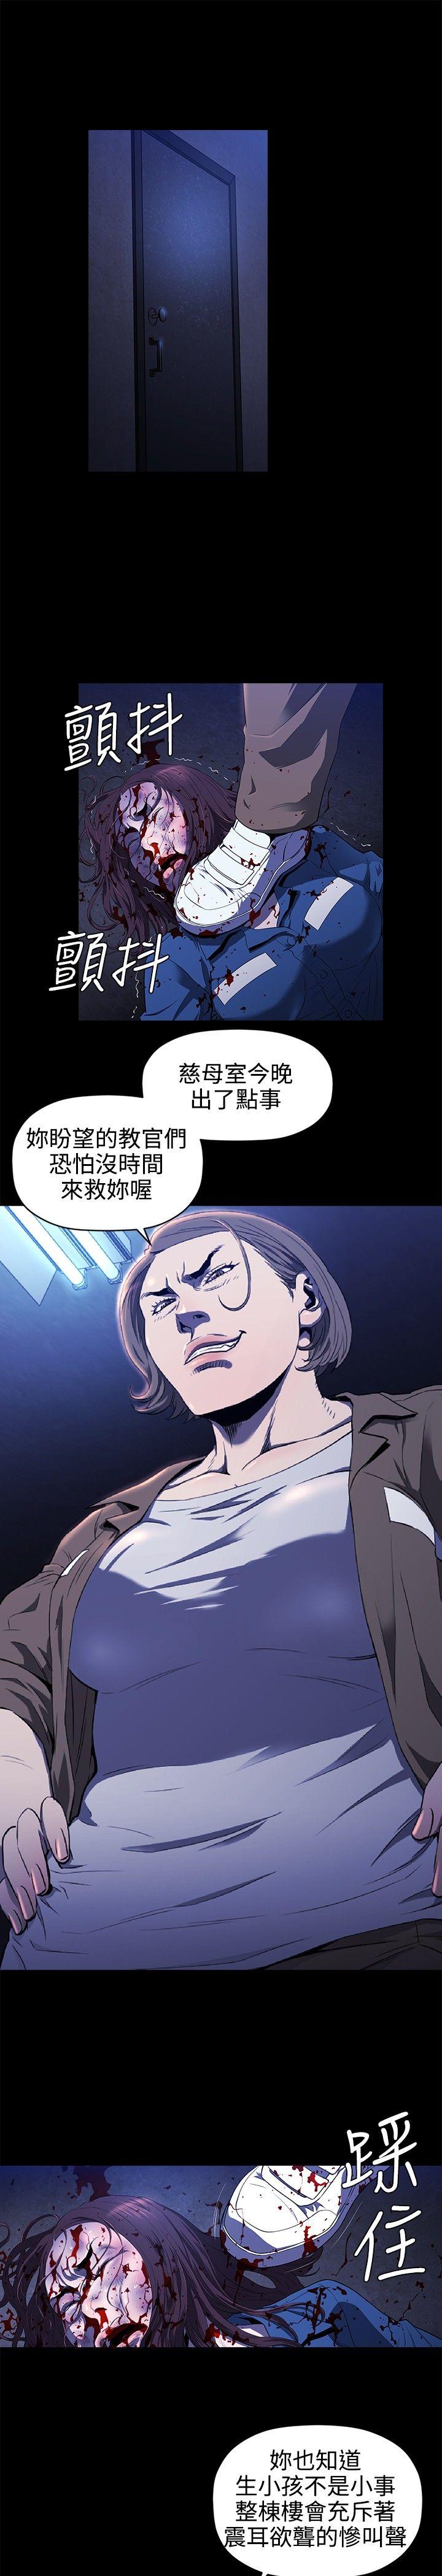 顫抖
顫抖
慈母室今晚
出了點事
妳盼望的教官們
恐怕沒時間
來救妳喔
踩
住
妳也知道
生小孩不是小事
整棟樓會充斥著
震耳欲聾的慘叫聲